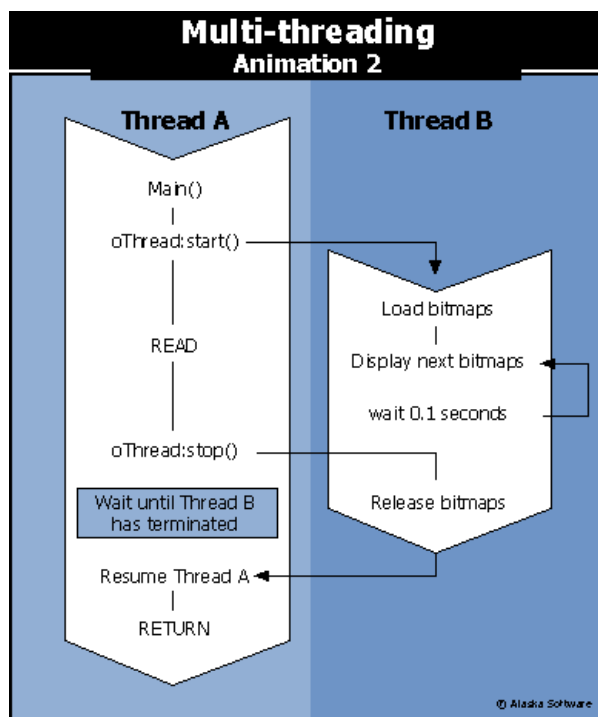 Multi-threading
Animation 2
Thread A
Thread B
Main()
oThread:start()
READ
oThread:stop()
Wait until Thread B
has terminated
Resume Thread A
RETURN
Load bitmaps
Display next bitmaps
wait 0.1 seconds
Release bitmaps
© Alaska Software